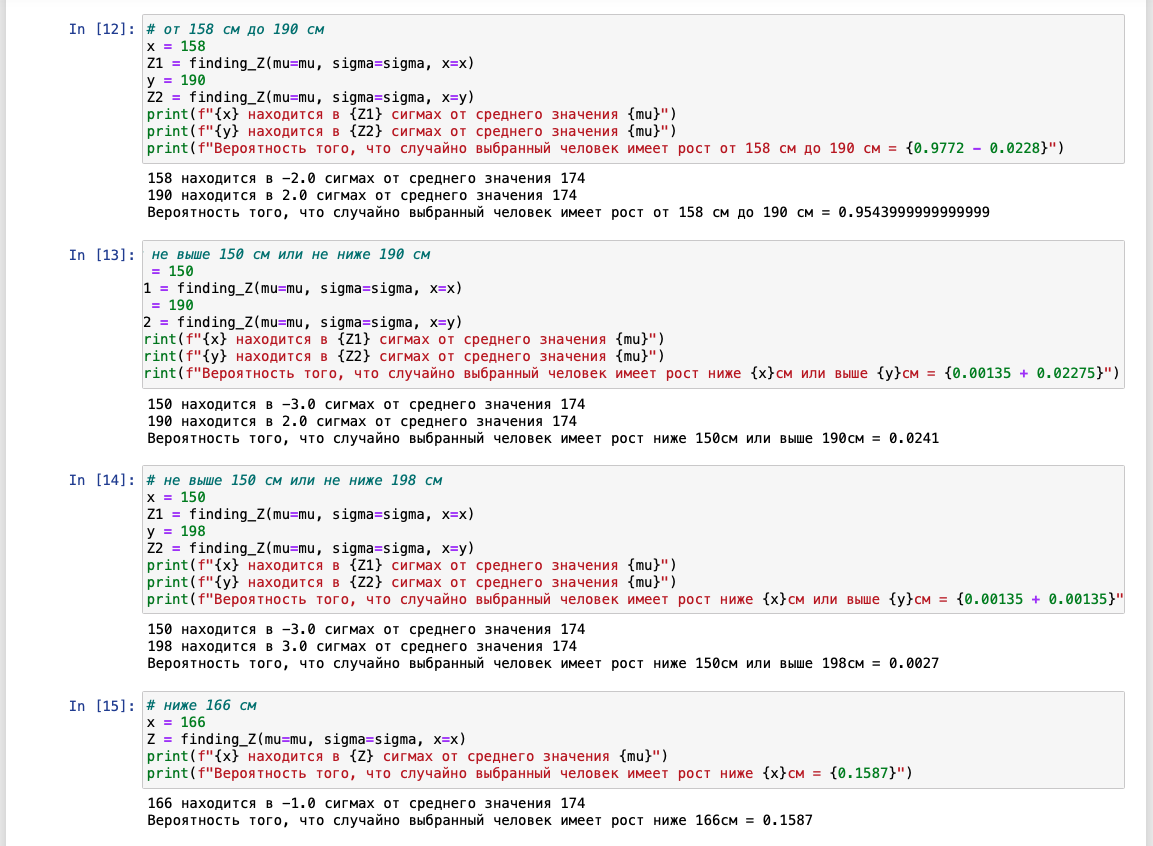 In [12]: # от 158 см до 190 см
x = 158
Z1 = finding_Z(mu=mu, sigma=sigma, x=x)
y = 190
Z2 = finding_Z(mu=mu, sigma=sigma, x=y)
print(f"{x} находится в {Z1} сигмах от среднего значения {mu}")
print(f"{y} находится в {Z2} сигмах от среднего значения {mu}")
print(f"Вероятность того, что случайно выбранный человек имеет рост от 158 см до 190 см = {0.9772 - 0.0228}")
158 находится в -2.0 сигмах от среднего значения 174
190 находится в 2.0 сигмах от среднего значения 174
Вероятность того, что случайно выбранный человек имеет рост от 158 см до 190 см = 0.9543999999999999
In [13]: не выше 150 см или не ниже 190 см
= 150
1 = finding_Z(mu=mu, sigma=sigma, x=x)
= 190
2 = finding_Z(mu=mu, sigma=sigma, x=y)
rint(f"{x} находится в {Z1} сигмах от среднего значения {mu}")
rint(f"{y} находится в {Z2} сигмах от среднего значения {mu}")
rint(f"Вероятность того, что случайно выбранный человек имеет рост ниже {x}см или выше {y}см = {0.00135 + 0.02275}")
150 находится в -3.0 сигмах от среднего значения 174
190 находится в 2.0 сигмах от среднего значения 174
Вероятность того, что случайно выбранный человек имеет рост ниже 150см или выше 190см = 0.0241
In [14]: # не выше 150 см или не ниже 198 см
x = 150
Z1 = finding_Z(mu=mu, sigma=sigma, x=x)
y = 198
Z2 = finding_Z(mu=mu, sigma=sigma, x=y)
print(f"{x} находится в {Z1} сигмах от среднего значения {mu}")
print(f"{y} находится в {Z2} сигмах от среднего значения {mu}")
print(f"Вероятность того, что случайно выбранный человек имеет рост ниже {x}см или выше {y}см = {0.00135 + 0.00135}"
150 находится в -3.0 сигмах от среднего значения 174
198 находится в 3.0 сигмах от среднего значения 174
Вероятность того, что случайно выбранный человек имеет рост ниже 150см или выше 198см = 0.0027
In [15]: # ниже 166 см
x = 166
Z = finding_Z(mu=mu, sigma=sigma, x=x)
print(f"{x} находится в {Z} сигмах от среднего значения {mu}")
print(f"Вероятность того, что случайно выбранный человек имеет рост ниже {x}см = {0.1587}")
166 находится в -1.0 сигмах от среднего значения 174
Вероятность того, что случайно выбранный человек имеет рост ниже 166см = 0.1587